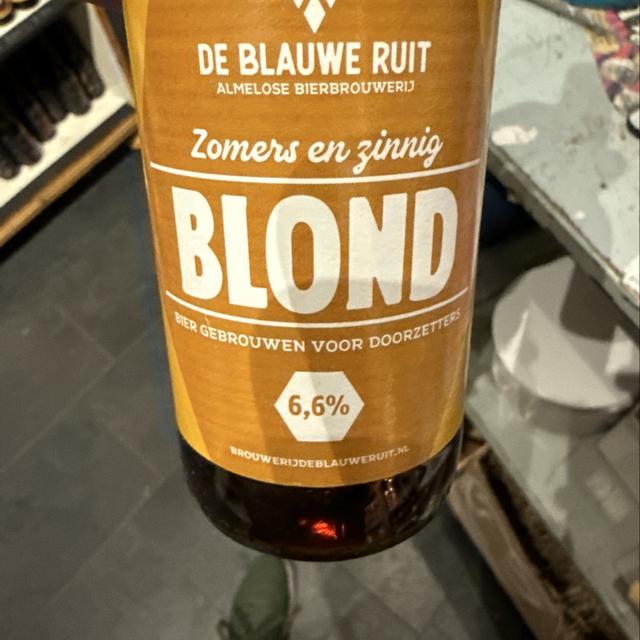 DE BLAUWE RUIT
ALMELOSE BIERBROUWERIJ
Zomers en zinnig
BLOND
BIER GEBROUWEN VOOR DOORZETTERS
6,6%
BROUWERIJDEBLAUWERUIT.NL